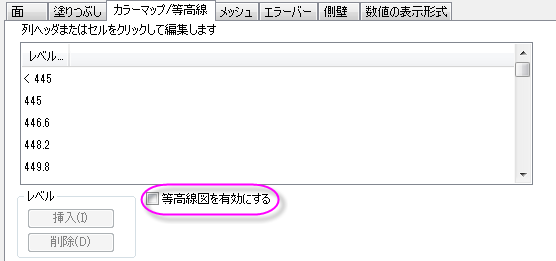 面 塗りつぶし カラーマップ/等高線 メッシュ エラーバー 側壁 数値の表示形式
列ヘッダまたはセルをクリックして編集します
レベル...
< 445
445
446.6
448.2
449.8
レベル
等高線図を有効にする
挿入(I)
削除(D)